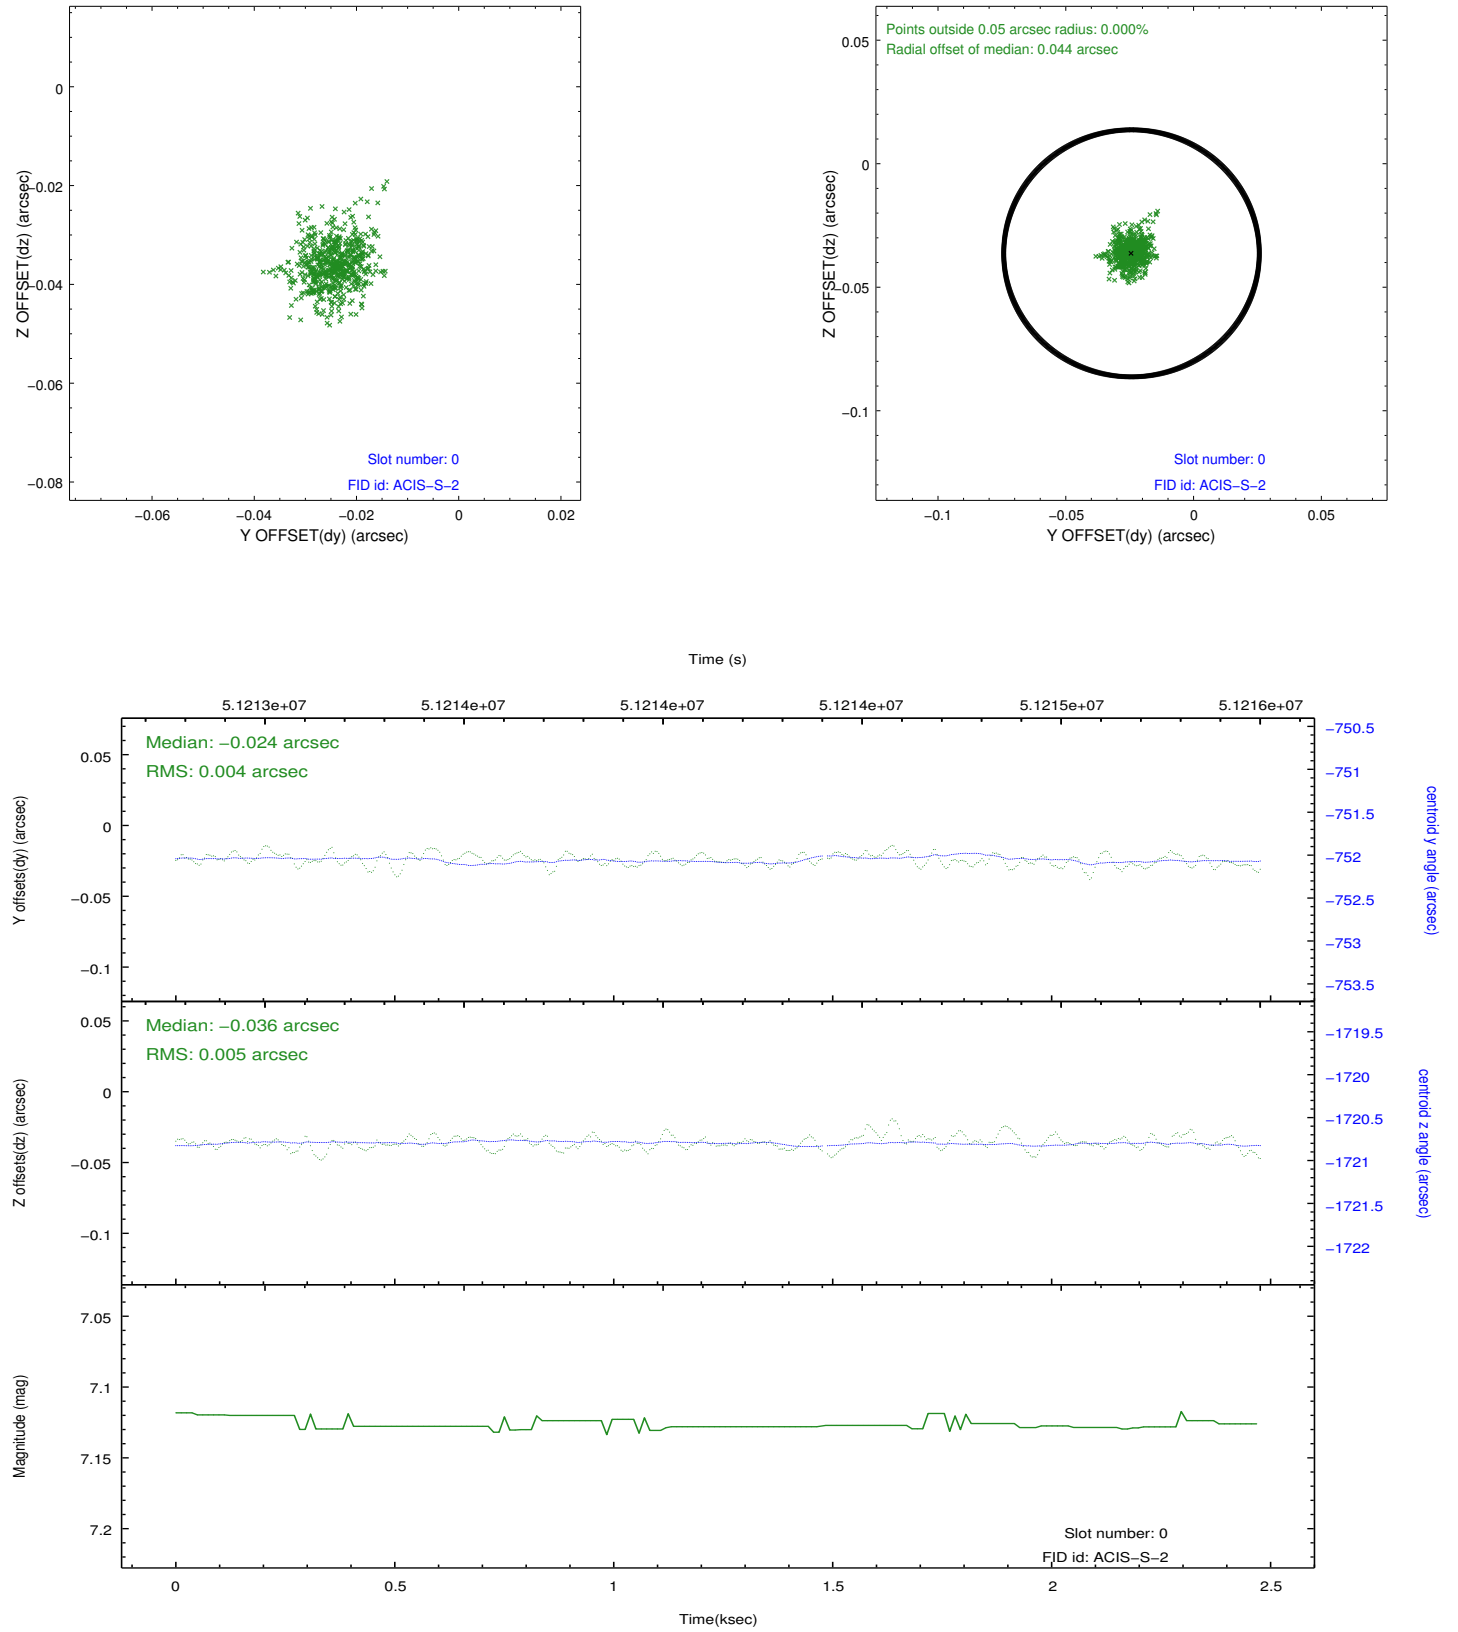 0
−0.02
−0.04
−0.06
−0.08
Z OFFSET(dz) (arcsec)
Slot number: 0
FID id: ACIS−S−2
−0.06
−0.04
−0.02
0
0.02
Y OFFSET(dy) (arcsec)
Points outside 0.05 arcsec radius: 0.000%
Radial offset of median: 0.044 arcsec
0.05
0
−0.05
−0.1
Z OFFSET(dz) (arcsec)
Slot number: 0
FID id: ACIS−S−2
−0.1
−0.05
0
0.05
Y OFFSET(dy) (arcsec)
Time (s)
5.1213e+07
5.1214e+07
5.1214e+07
5.1214e+07
5.1215e+07
5.1216e+07
Median: −0.024 arcsec
RMS: 0.004 arcsec
0.05
0
−0.05
−0.1
Y offsets(dy) (arcsec)
−750.5
−751
−751.5
−752
−752.5
−753
−753.5
centroid y angle (arcsec)
Median: −0.036 arcsec
RMS: 0.005 arcsec
0.05
0
−0.05
−0.1
Z offsets(dz) (arcsec)
−1719.5
−1720
−1720.5
−1721
−1721.5
−1722
centroid z angle (arcsec)
7.05
7.1
7.15
7.2
Magnitude (mag)
Slot number: 0
FID id: ACIS−S−2
0
0.5
1
1.5
2
2.5
Time(ksec)